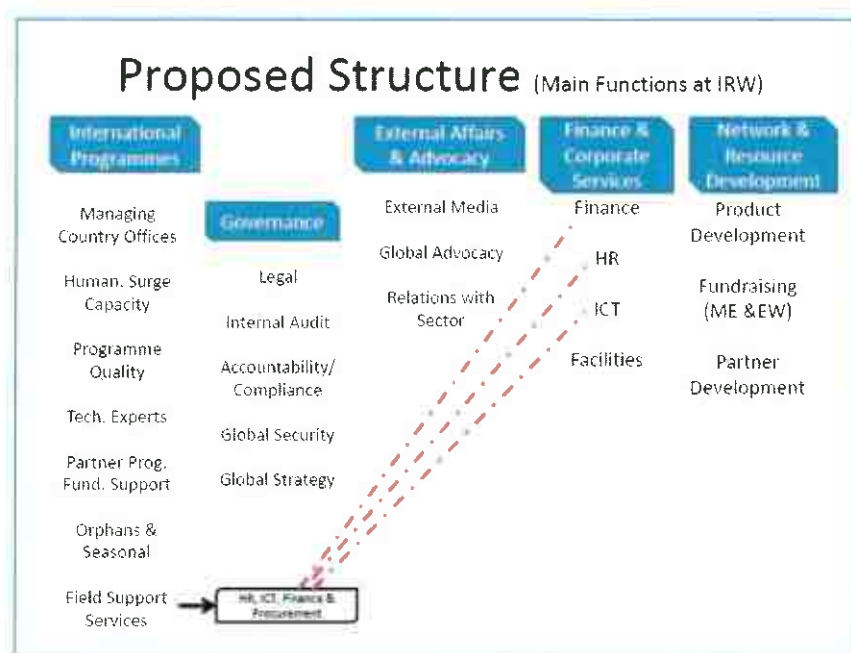 Proposed Structure (Main Functions at IRW)
International
Programmes
Managing
Country Offices
Human. Surge
Capacity
Programme
Quality
Tech. Experts
Partner Prog.
Fund. Support
Orphans &
Seasonal
Field Support
Services
HR, ICT, Finance &
Procurement
Governance
Legal
Internal Audit
Accountability/
Compliance
Global Security
Global Strategy
External Affairs
& Advocacy
External Media
Global Advocacy
Relations with
Sector
Finance &
Corporate
Services
Finance
HR
ICT
Facilities
Network &
Resource
Development
Product
Development
Fundraising
(ME &EW)
Partner
Development